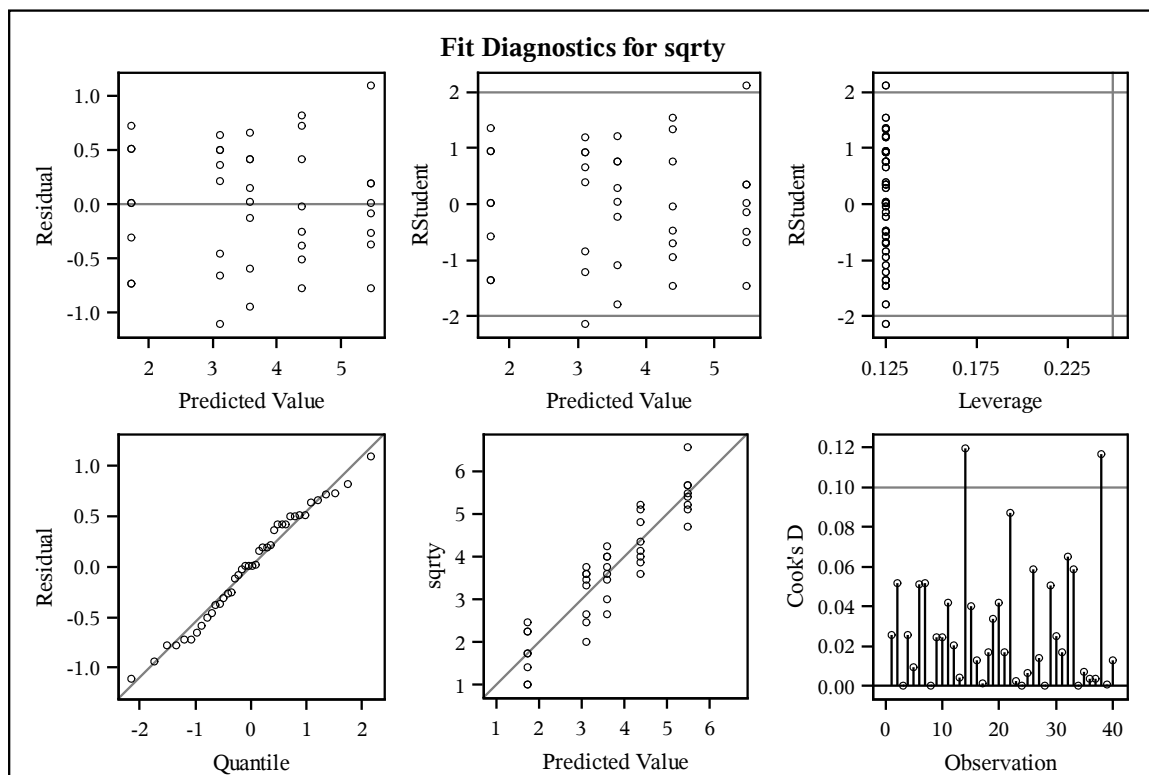 Fit Diagnostics for sqrty
1.0
0.5
0.0
-0.5
-1.0
Residual
2 3 4 5
Predicted Value
2
1
0
-1
-2
RStudent
2 3 4 5
Predicted Value
2
1
0
-1
-2
RStudent
0.125 0.175 0.225
Leverage
1.0
0.5
0.0
-0.5
-1.0
Residual
-2 -1 0 1 2
Quantile
6
5
4
3
2
1
sqrty
1 2 3 4 5 6
Predicted Value
0.12
0.10
0.08
0.06
0.04
0.02
0.00
Cook's D
0 10 20 30 40
Observation